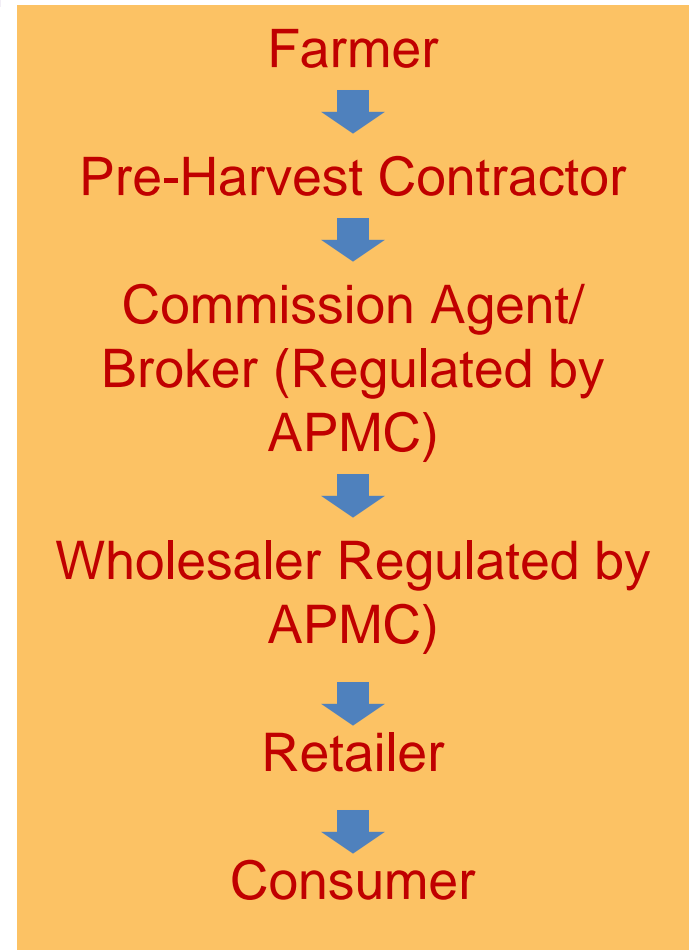 Farmer
Pre-Harvest Contractor
Commission Agent/
Broker (Regulated by
APMC)
Wholesaler Regulated by
APMC)
Retailer
Consumer